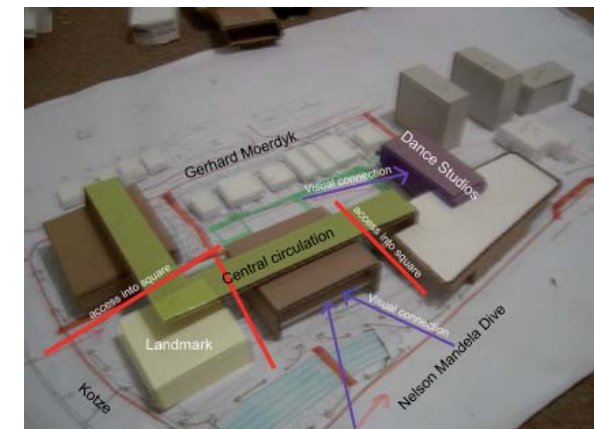 Gerhard Moerdyk
Dance Studios
Visual connection
access into square
Central circulation
access into square
Landmark
Visual connection
Kotze
Nelson Mandela Dive